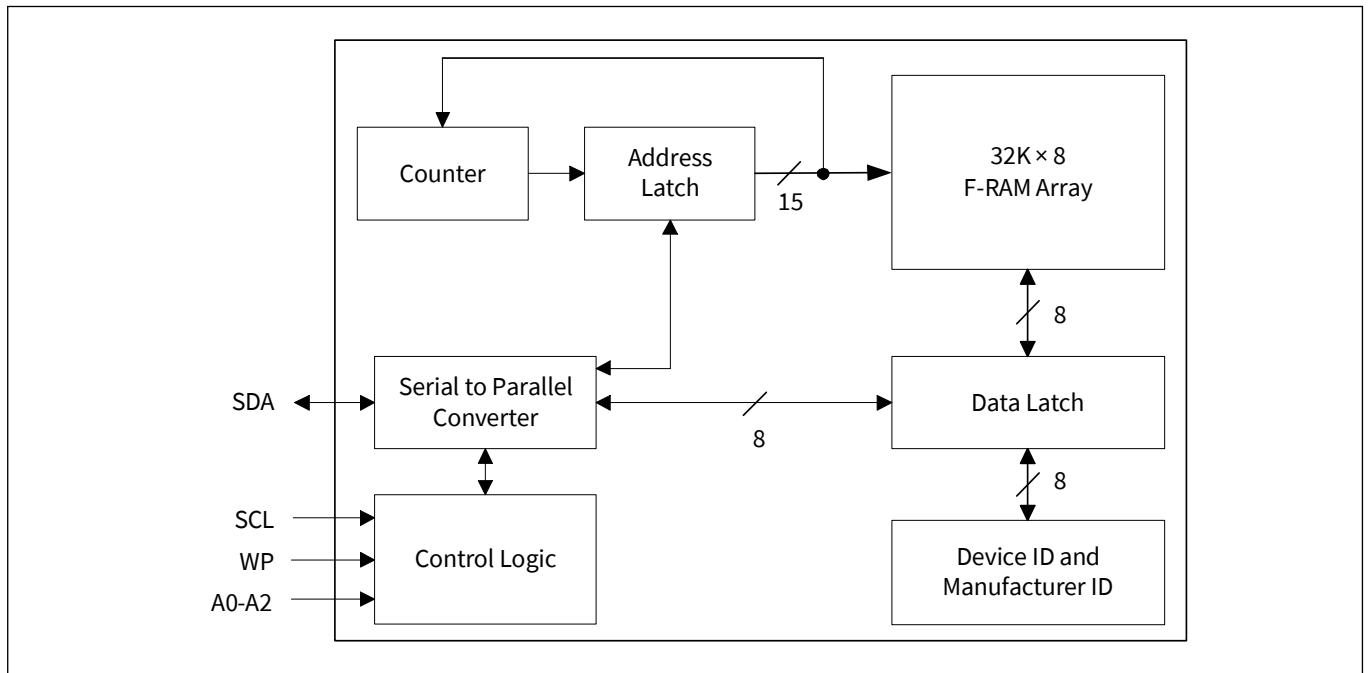 Counter
Address
Latch
15
32K × 8
F-RAM Array
8
SDA
Serial to Parallel
Converter
8
Data Latch
8
SCL
WP
A0-A2
Control Logic
Device ID and
Manufacturer ID